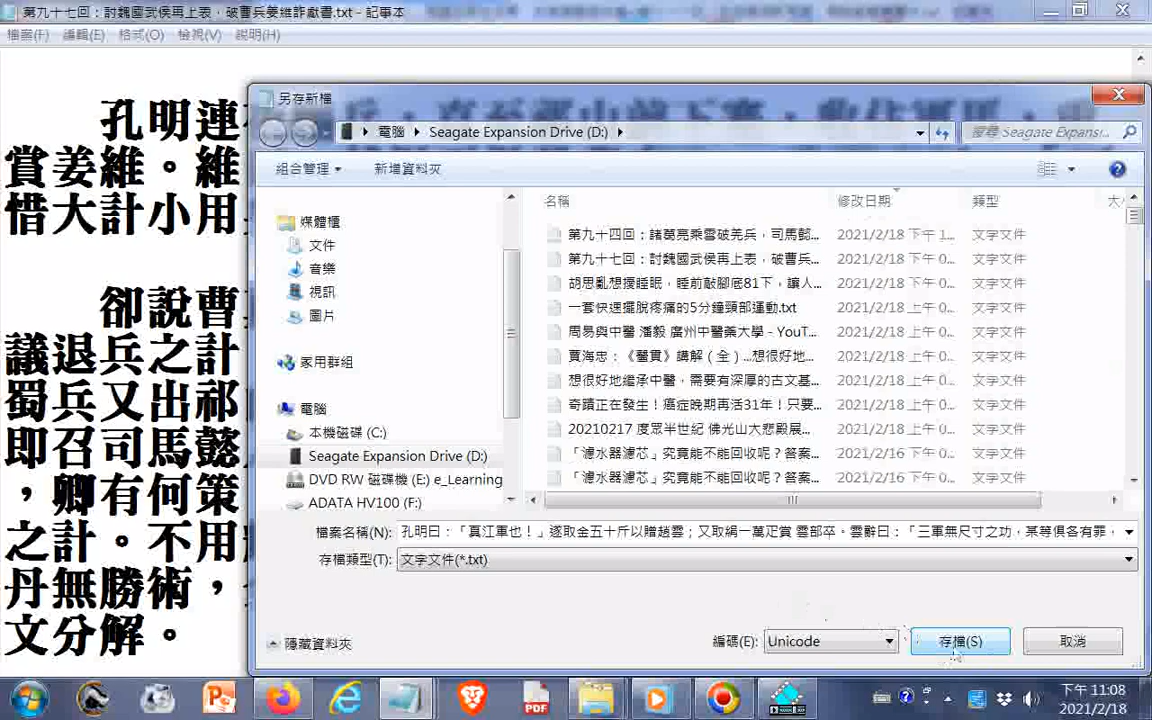 第九十七回：討魏國武侯再上表，破曹兵姜維詐獻書.txt - 記事本
檔案(F) 編輯(E) 格式(O) 檢視(V) 說明(H)
孔明連
賞姜維。維
惜大計小用
卻說曹
議退兵之計
蜀兵又出祁
即召司馬懿
，卿有何策
之計。不用
丹無勝術，
文分解。
另存新檔
電腦 Seagate Expansion Drive (D:)
搜尋 Seagate Expansi...
組合管理 新增資料夾
媒體櫃
文件
音樂
視訊
圖片
家用群組
電腦
本機磁碟 (C:)
Seagate Expansion Drive (D:)
DVD RW 磁碟機 (E:) e_Learning
ADATA HV100 (F:)
名稱 修改日期 類型 大
第九十四回：諸葛亮乘雪破羌兵，司馬懿... 2021/2/18 下午 1... 文字文件
第九十七回：討魏國武侯再上表，破曹兵... 2021/2/18 下午 0... 文字文件
胡思亂想擾睡眠，睡前敲腳底81下，讓人... 2021/2/18 下午 0... 文字文件
一套快速擺脫疼痛的5分鐘頸部運動.txt 2021/2/18 上午 0... 文字文件
周易與中醫 潘毅 廣州中醫藥大學 - YouT... 2021/2/18 上午 0... 文字文件
賈海忠：《醫貫》講解（全）...想很好地... 2021/2/18 上午 0... 文字文件
想很好地繼承中醫，需要有深厚的古文基... 2021/2/18 上午 0... 文字文件
奇蹟正在發生！癌症晚期再活31年！只要... 2021/2/18 上午 0... 文字文件
20210217 度眾半世紀 佛光山大悲殿展... 2021/2/18 上午 0... 文字文件
「濾水器濾芯」究竟能不能回收呢？答案... 2021/2/18 上午 0... 文字文件
「濾水器濾芯」究竟能不能回收呢？答案... 2021/2/18 上午 0... 文字文件
檔案名稱(N): 孔明曰：「真江軍也！」遂取金五十斤以贈趙雲；又取絹一萬疋賞 雲部卒。雲辭曰：「三軍無尺寸之功，某等俱各有罪，
存檔類型(T): 文字文件(*.txt)
隱藏資料夾
編碼(E): Unicode 存檔(S) 取消
下午 11:08
2021/2/18